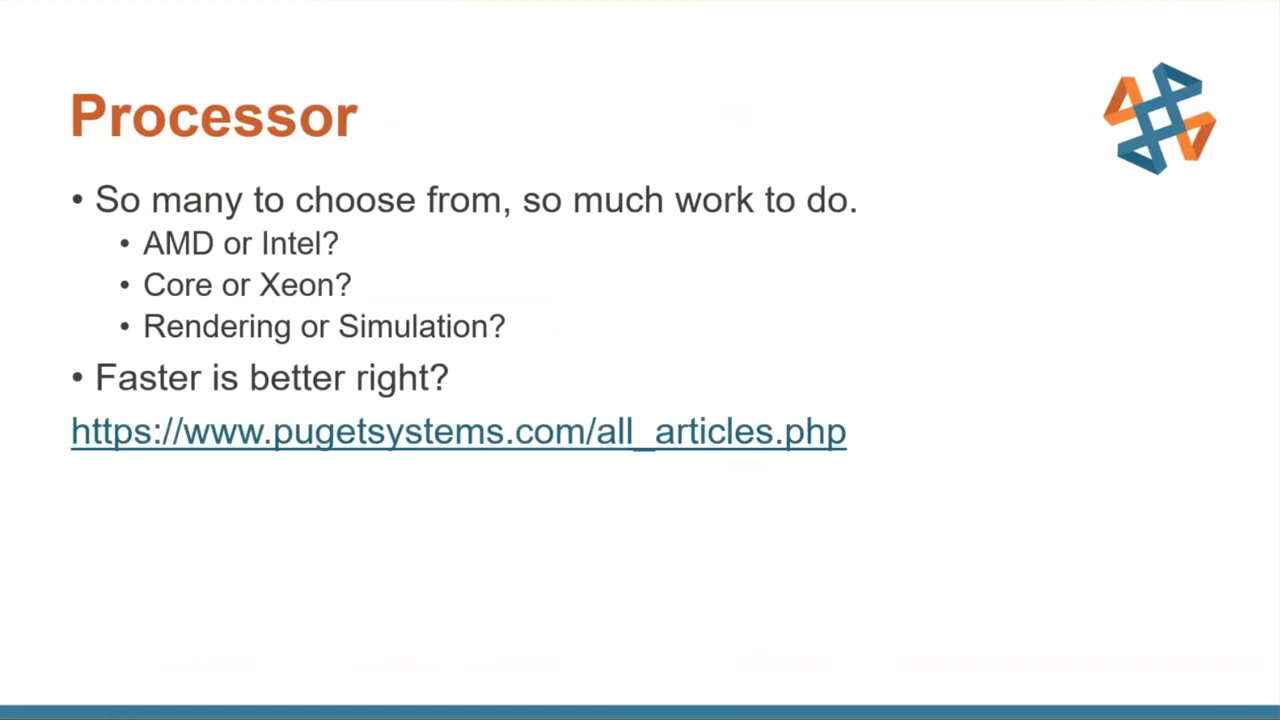 Processor
• So many to choose from, so much work to do.
• AMD or Intel?
• Core or Xeon?
• Rendering or Simulation?
• Faster is better right?
https://www.pugetsystems.com/all_articles.php